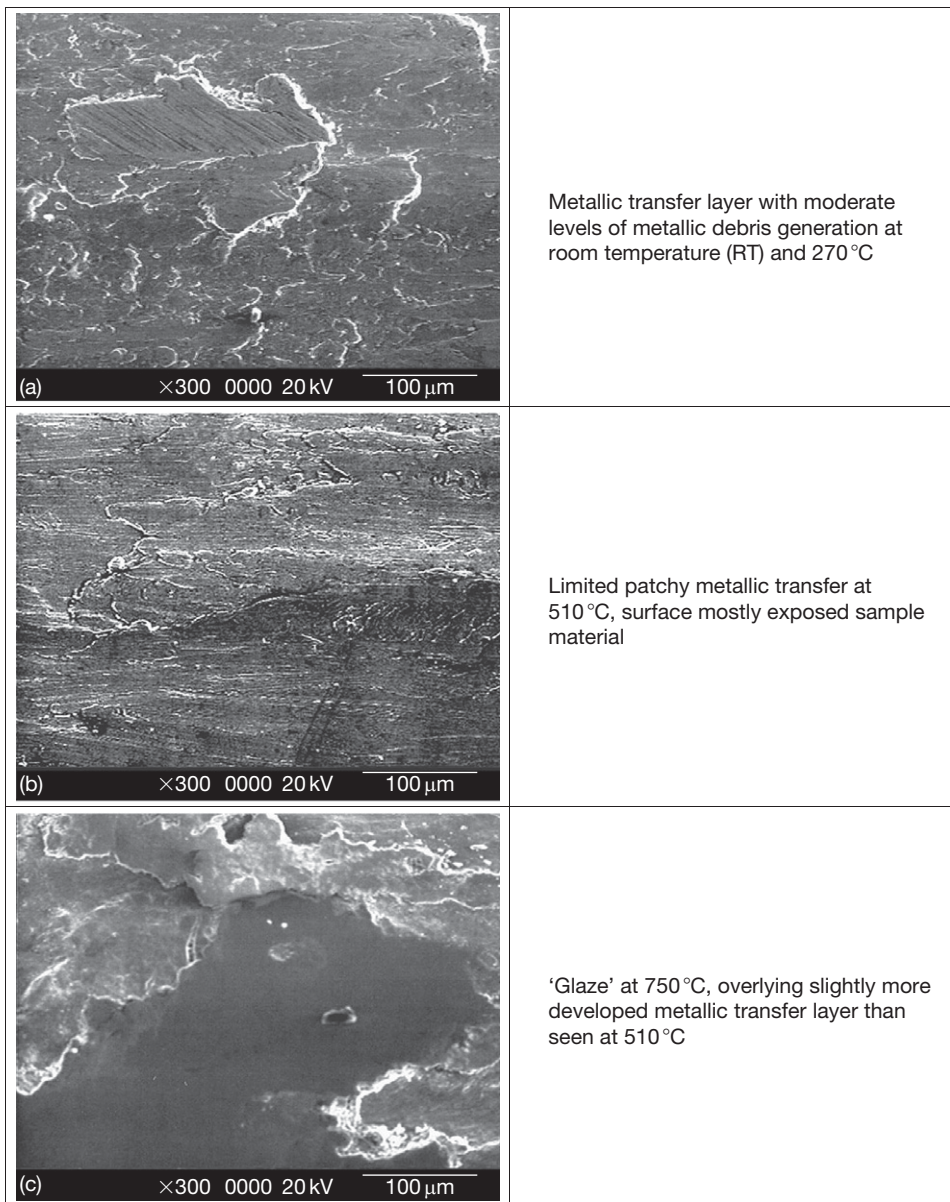 Metallic transfer layer with moderate
levels of metallic debris generation at
room temperature (RT) and 270 °C
(a) ×300 0000 20 kV 100 μm
Limited patchy metallic transfer at
510 °C, surface mostly exposed sample
material
(b) ×300 0000 20 kV 100 μm
‘Glaze’ at 750 °C, overlying slightly more
developed metallic transfer layer than
seen at 510 °C
(c) ×300 0000 20 kV 100 μm